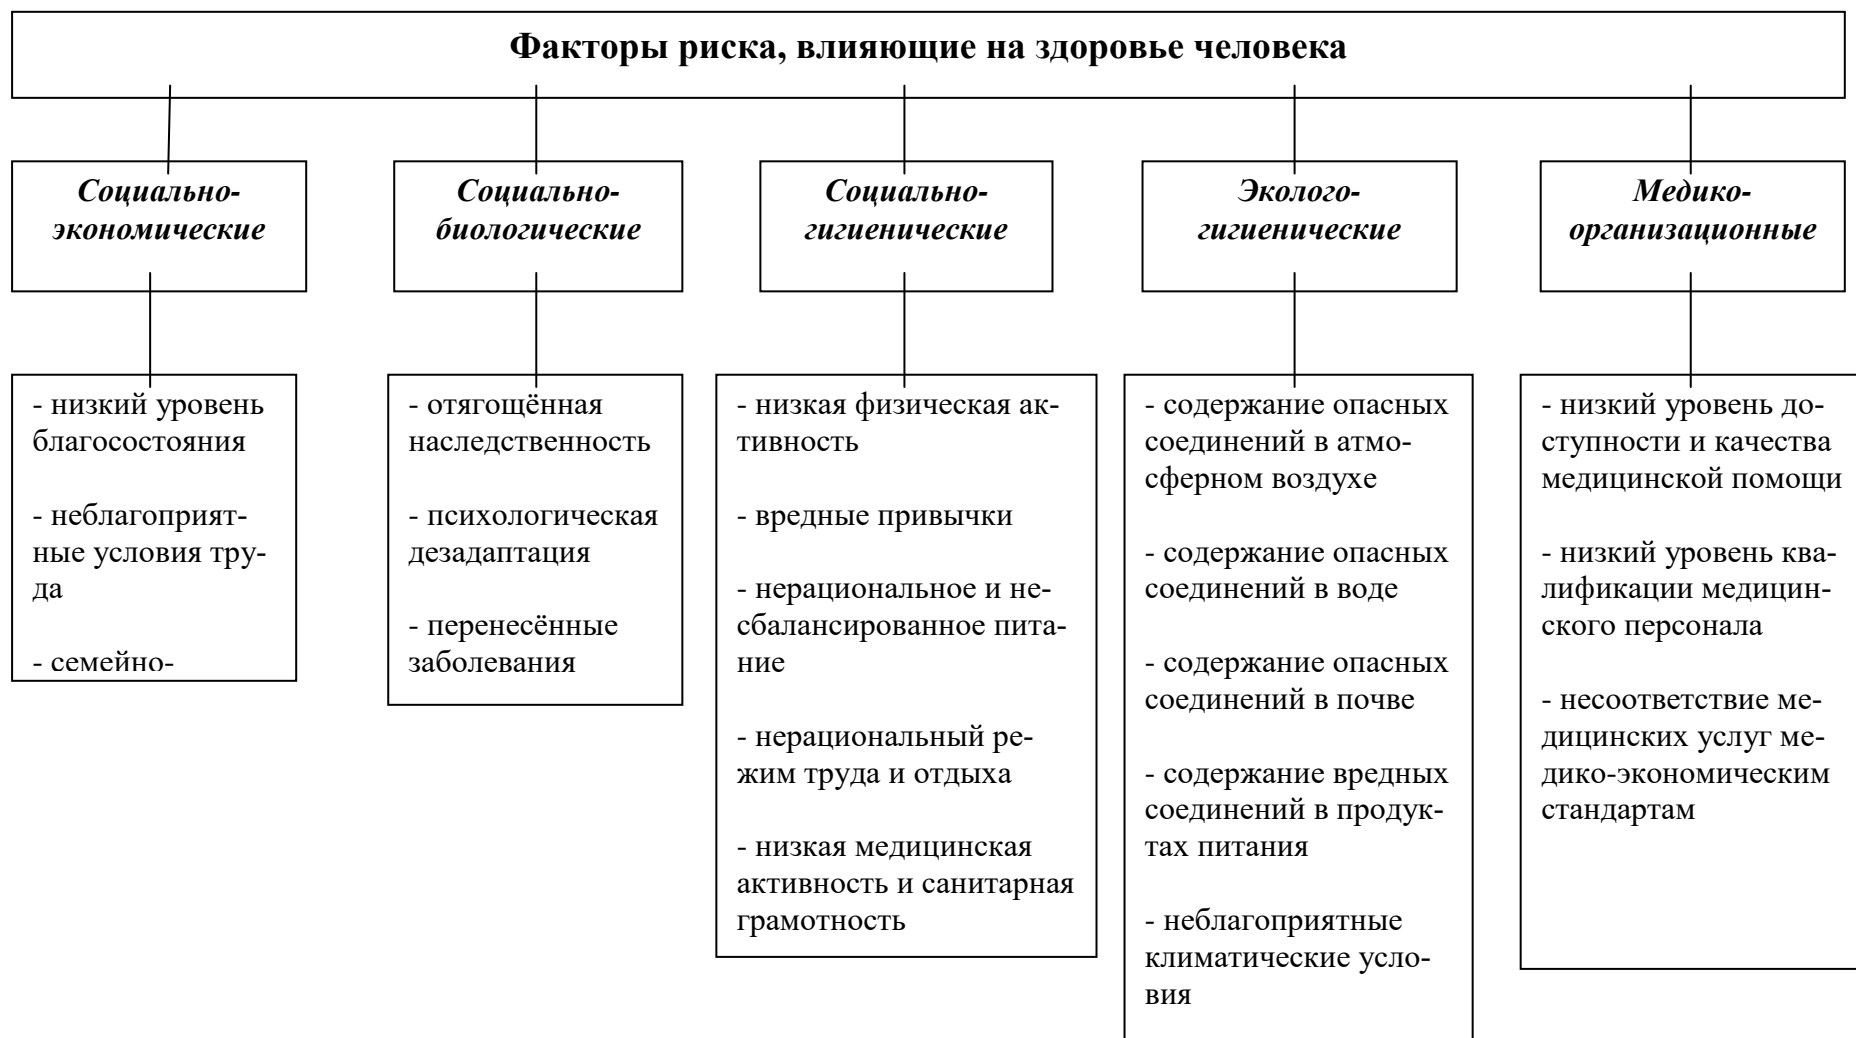 Факторы риска, влияющие на здоровье человека
Социально-
экономические
Социально-
биологические
Социально-
гигиенические
Эколого-
гигиенические
Медико-
организационные
- низкий уровень
благосостояния
- неблагоприят-
ные условия тру-
да
- семейно-
- отягощённая
наследственность
- психологическая
дезадаптация
- перенесённые
заболевания
- низкая физическая ак-
тивность
- вредные привычки
- нерациональное и не-
сбалансированное пита-
ние
- нерациональный ре-
жим труда и отдыха
- низкая медицинская
активность и санитарная
грамотность
- содержание опасных
соединений в атмо-
сферном воздухе
- содержание опасных
соединений в воде
- содержание опасных
соединений в почве
- содержание вредных
соединений в продук-
тах питания
- неблагоприятные
климатические усло-
вия
- низкий уровень до-
ступности и качества
медицинской помощи
- низкий уровень ква-
лификации медицин-
ского персонала
- несоответствие ме-
дицинских услуг ме-
дико-экономическим
стандартам